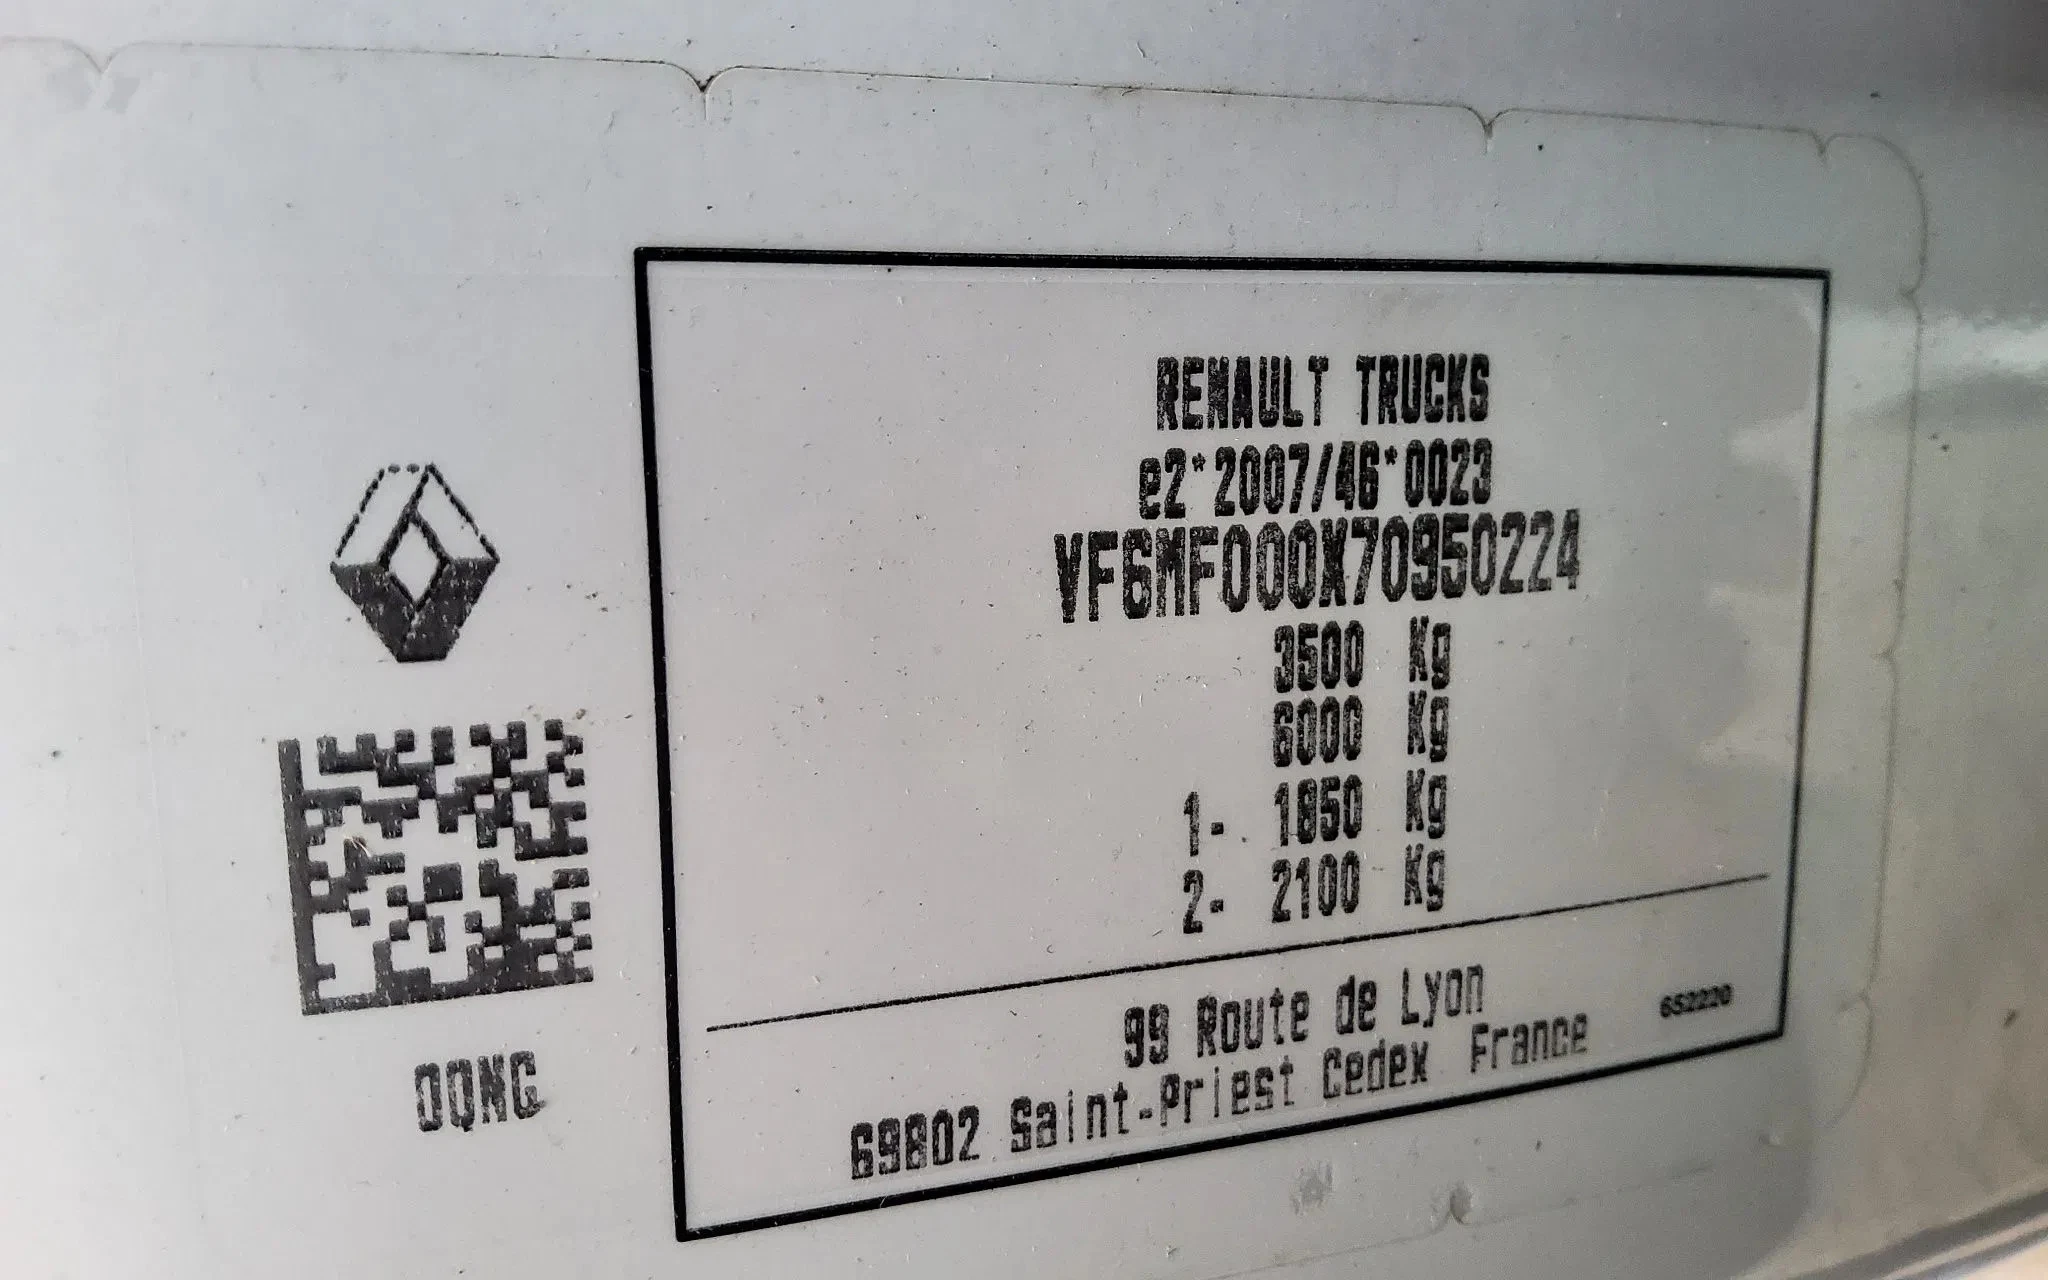 RENAULT TRUCKS
e2*2007/46*0023
VF6MF000X70950224
3500 Kg
6000 Kg
1- 1850 Kg
2- 2100 Kg
99 Route de Lyon
69802 Saint-Priest Cedex France
652220
OQNG